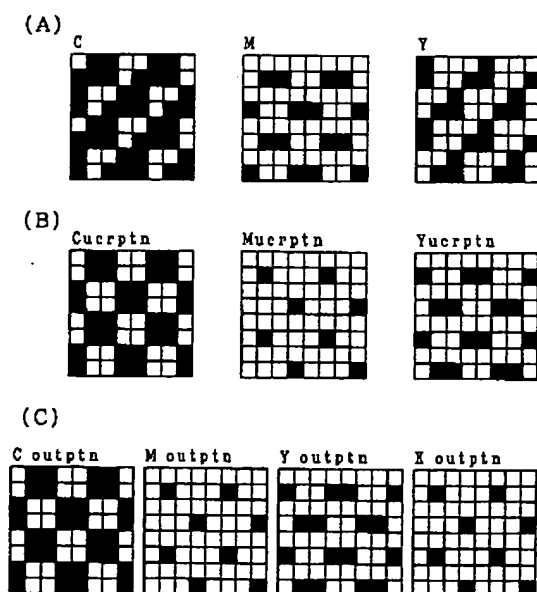 (A)
C M Y
(B)
Cucrptn Mucrptn Yucrptn
(C)
C outptn M outptn Y outptn X outptn